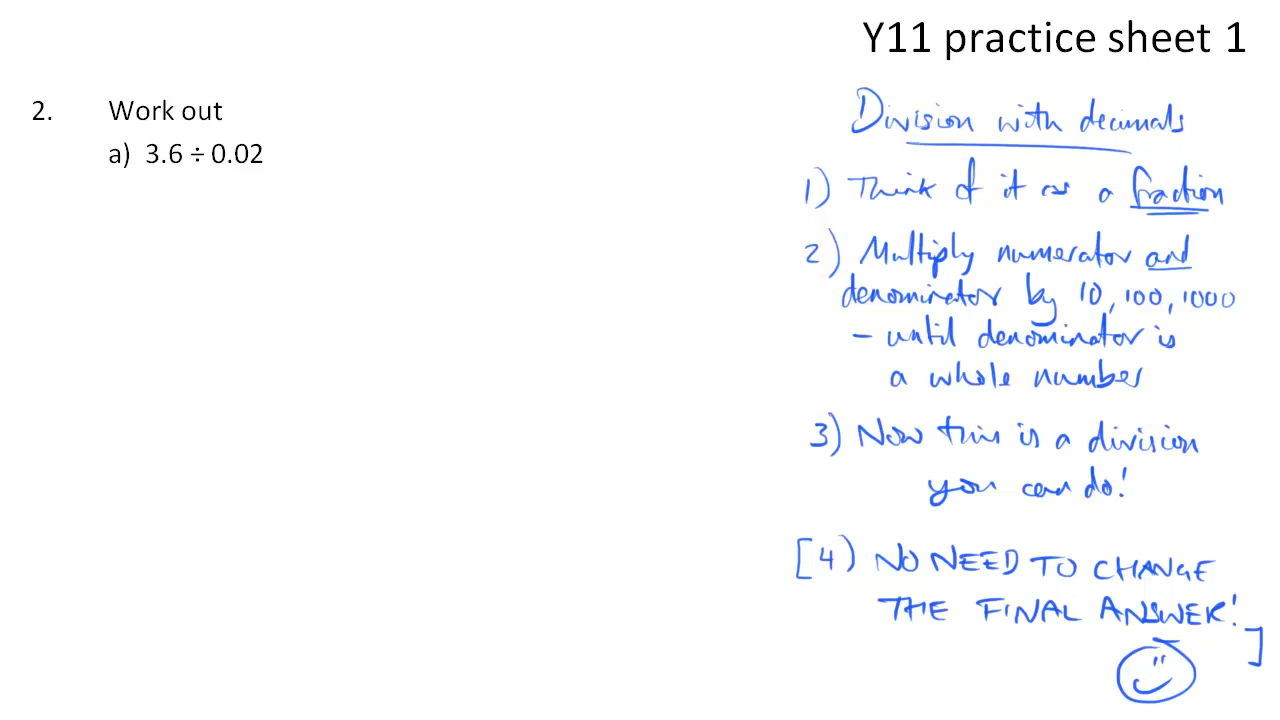 Y11 practice sheet 1
2. Work out
a) 3.6 ÷ 0.02
Division with decimals
1) Think of it as a fraction
2) Multiply numerator and
denominator by 10, 100, 1000
– until denominator is
a whole number
3) Now this is a division
you can do!
[4) NO NEED TO CHANGE
THE FINAL ANSWER!
]